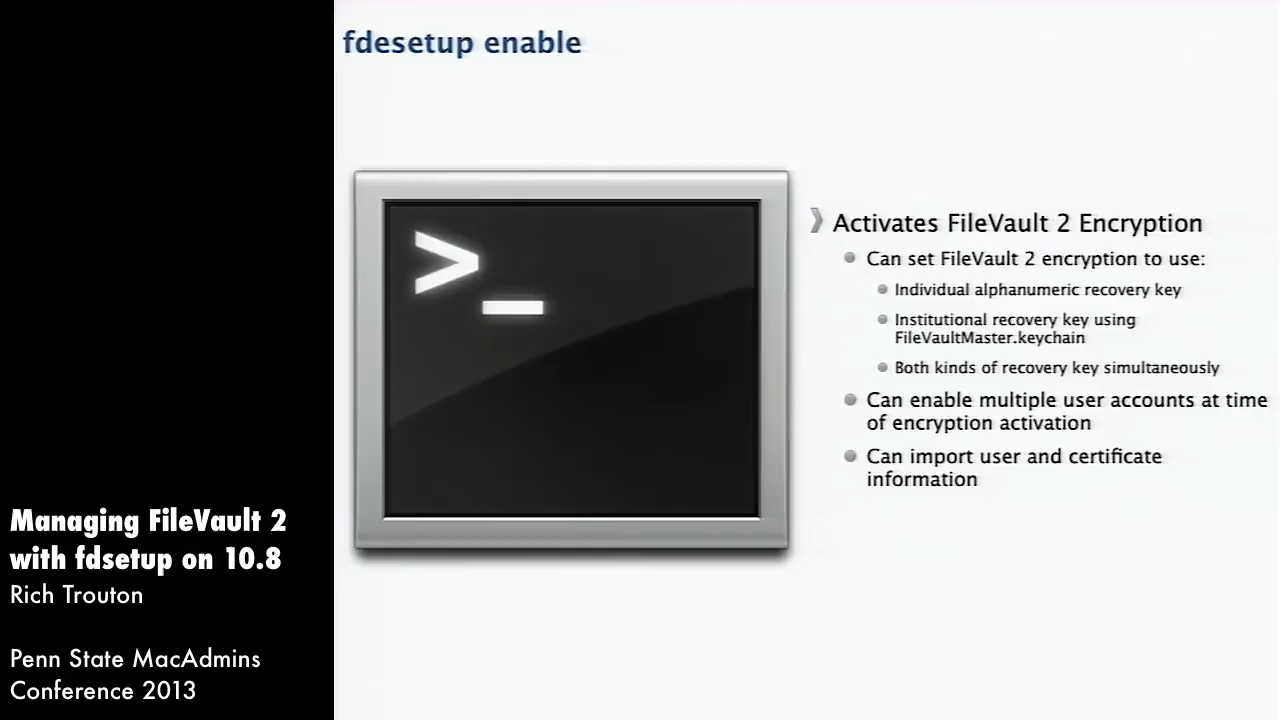 fdesetup enable
>_
Activates FileVault 2 Encryption
Can set FileVault 2 encryption to use:
Individual alphanumeric recovery key
Institutional recovery key using
FileVaultMaster.keychain
Both kinds of recovery key simultaneously
Can enable multiple user accounts at time
of encryption activation
Can import user and certificate
information
Managing FileVault 2
with fdsetup on 10.8
Rich Trouton
Penn State MacAdmins
Conference 2013